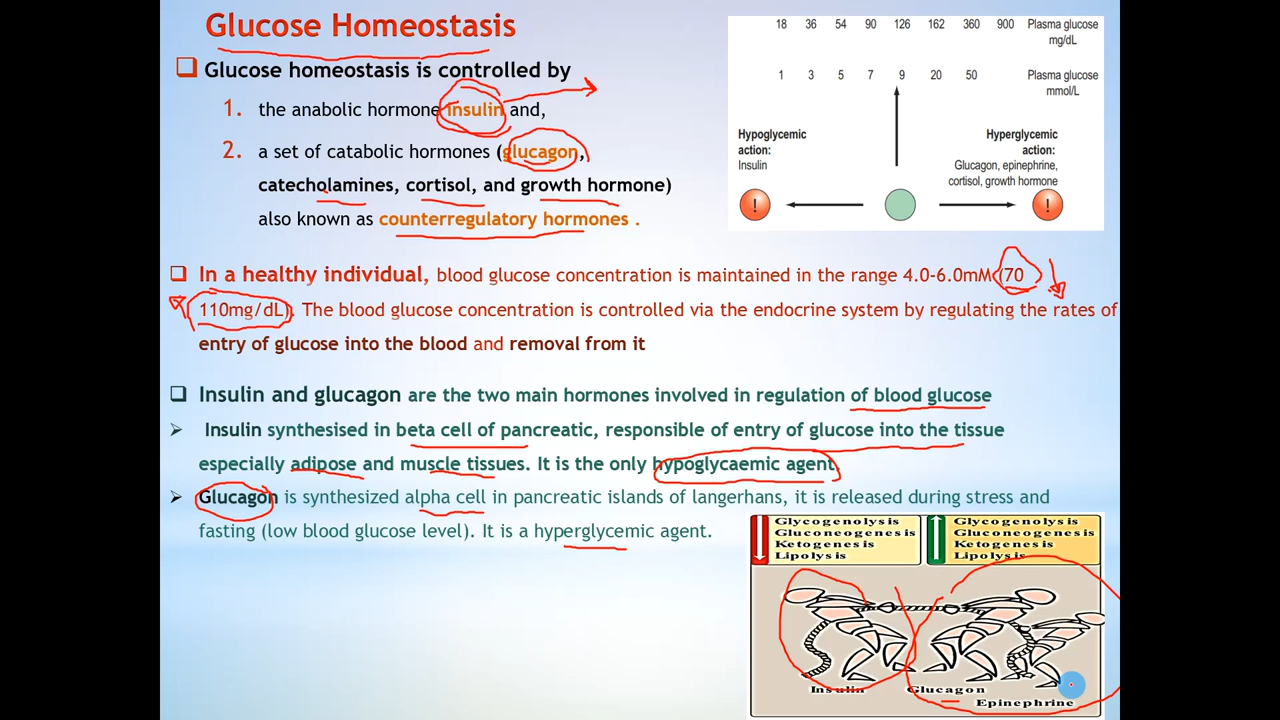 Glucose Homeostasis
❑ Glucose homeostasis is controlled by
1. the anabolic hormone insulin and,
2. a set of catabolic hormones (glucagon,
catecholamines, cortisol, and growth hormone)
also known as counterregulatory hormones .
❑ In a healthy individual, blood glucose concentration is maintained in the range 4.0-6.0mM (70
110mg/dL). The blood glucose concentration is controlled via the endocrine system by regulating the rates of
entry of glucose into the blood and removal from it
❑ Insulin and glucagon are the two main hormones involved in regulation of blood glucose
➢ Insulin synthesised in beta cell of pancreatic, responsible of entry of glucose into the tissue
especially adipose and muscle tissues. It is the only hypoglycaemic agent.
➢ Glucagon is synthesized alpha cell in pancreatic islands of langerhans, it is released during stress and
fasting (low blood glucose level). It is a hyperglycemic agent.
18 36 54 90 126 162 360 900 Plasma glucose
mg/dL
1 3 5 7 9 20 50 Plasma glucose
mmol/L
Hypoglycemic
action:
Insulin
Hyperglycemic
action:
Glucagon, epinephrine,
cortisol, growth hormone
! !
Glycogenolysis
Gluconeogenesis
Ketogenesis
Lipolysis
Glycogenolysis
Gluconeogenesis
Ketogenesis
Lipolysis
Insulin
Glucagon
Epinephrine